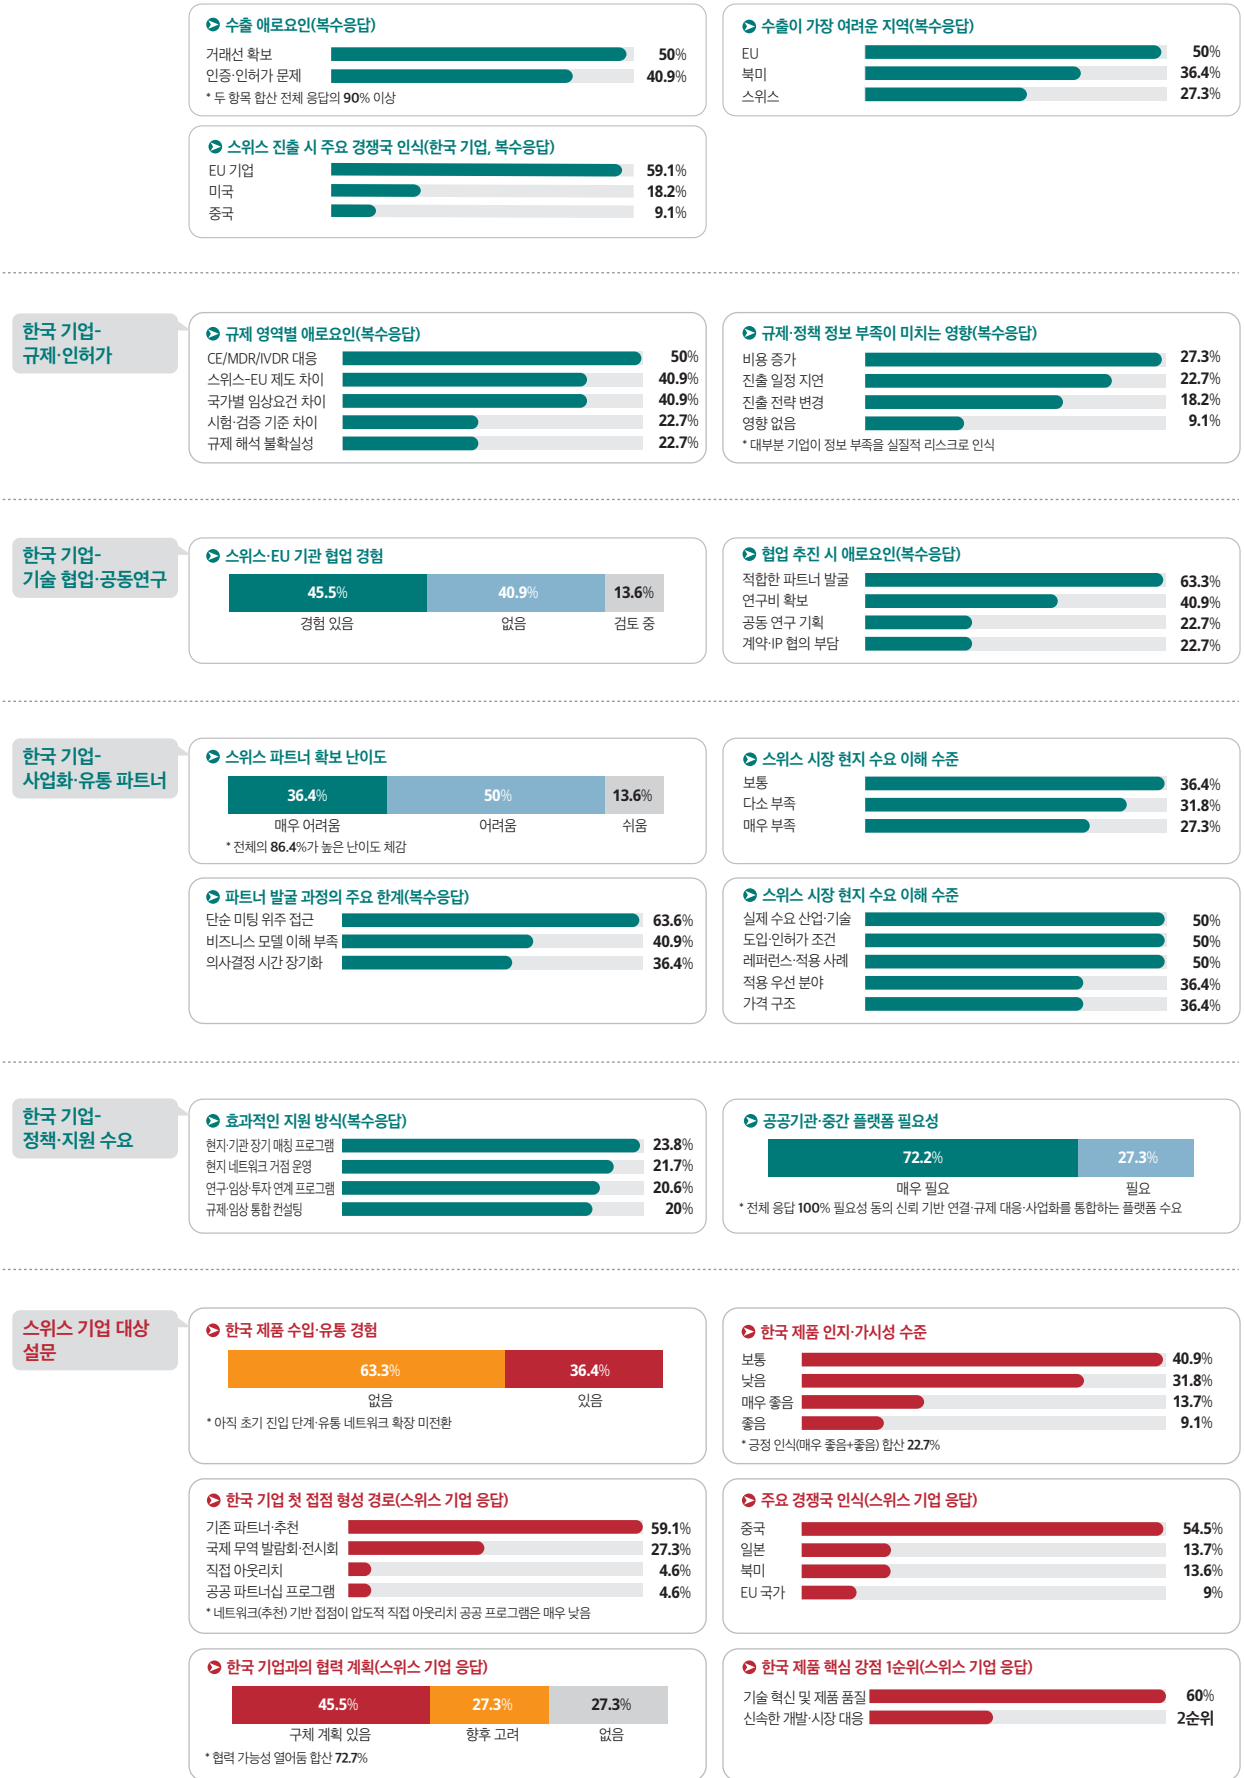 수출 애로요인(복수응답)
거래선 확보 50%
인증·인허가 문제 40.9%
* 두 항목 합산 전체 응답의 90% 이상
수출이 가장 여려운 지역(복수응답)
EU 50%
북미 36.4%
스위스 27.3%
스위스 진출 시 주요 경쟁국 인식(한국 기업, 복수응답)
EU 기업 59.1%
미국 18.2%
중국 9.1%
한국 기업-
규제·인허가
규제 영역별 애로요인(복수응답)
CE/MDR/IVDR 대응 50%
스위스-EU 제도 차이 40.9%
국가별 임상요건 차이 40.9%
시험·검증 기준 차이 22.7%
규제 해석 불확실성 22.7%
규제·정책 정보 부족이 미치는 영향(복수응답)
비용 증가 27.3%
진출 일정 지연 22.7%
진출 전략 변경 18.2%
영향 없음 9.1%
* 대부분 기업이 정보 부족을 실질적 리스크로 인식
한국 기업-
기술 협업·공동연구
스위스·EU 기관 협업 경험
45.5% 40.9% 13.6%
경험 있음 없음 검토 중
협업 추진 시 애로요인(복수응답)
적합한 파트너 발굴 63.3%
연구비 확보 40.9%
공동 연구 기획 22.7%
계약·IP 협의 부담 22.7%
한국 기업-
사업화·유통 파트너
스위스 파트너 확보 난이도
36.4% 50% 13.6%
매우 어려움 어려움 쉬움
* 전체의 86.4%가 높은 난이도 체감
스위스 시장 현지 수요 이해 수준
보통 36.4%
다소 부족 31.8%
매우 부족 27.3%
파트너 발굴 과정의 주요 한계(복수응답)
단순 미팅 위주 접근 63.6%
비즈니스 모델 이해 부족 40.9%
의사결정 시간 장기화 36.4%
스위스 시장 현지 수요 이해 수준
실제 수요 산업·기술 50%
도입·인허가 조건 50%
레퍼런스·적용 사례 50%
적용 우선 분야 36.4%
가격 구조 36.4%
한국 기업-
정책·지원 수요
효과적인 지원 방식(복수응답)
현지·기관 장기 매칭 프로그램 23.8%
현지 네트워크 거점 운영 21.7%
연구·임상·투자 연계 프로그램 20.6%
규제·임상 통합 컨설팅 20%
공공기관·중간 플랫폼 필요성
72.2% 27.3%
매우 필요 필요
* 전체 응답 100% 필요성 동의 신뢰 기반 연결·규제 대응·사업화를 통합하는 플랫폼 수요
스위스 기업 대상
설문
한국 제품 수입·유통 경험
63.3% 36.4%
없음 있음
* 아직 초기 진입 단계·유통 네트워크 확장 미전환
한국 제품 인지·가시성 수준
보통 40.9%
낮음 31.8%
매우 좋음 13.7%
좋음 9.1%
* 긍정 인식(매우 좋음+좋음) 합산 22.7%
한국 기업 첫 접점 형성 경로(스위스 기업 응답)
기존 파트너·추천 59.1%
국제 무역 발람회·전시회 27.3%
직접 아웃리치 4.6%
공공 파트너십 프로그램 4.6%
* 네트워크(추천) 기반 접점이 압도적 직접 아웃리치 공공 프로그램은 매우 낮음
주요 경쟁국 인식(스위스 기업 응답)
중국 54.5%
일본 13.7%
북미 13.6%
EU 국가 9%
한국 기업과의 협력 계획(스위스 기업 응답)
45.5% 27.3% 27.3%
구체 계획 있음 향후 고려 없음
* 협력 가능성 열어둠 합산 72.7%
한국 제품 핵심 강점 1순위(스위스 기업 응답)
기술 혁신 및 제품 품질 60%
신속한 개발·시장 대응 2순위